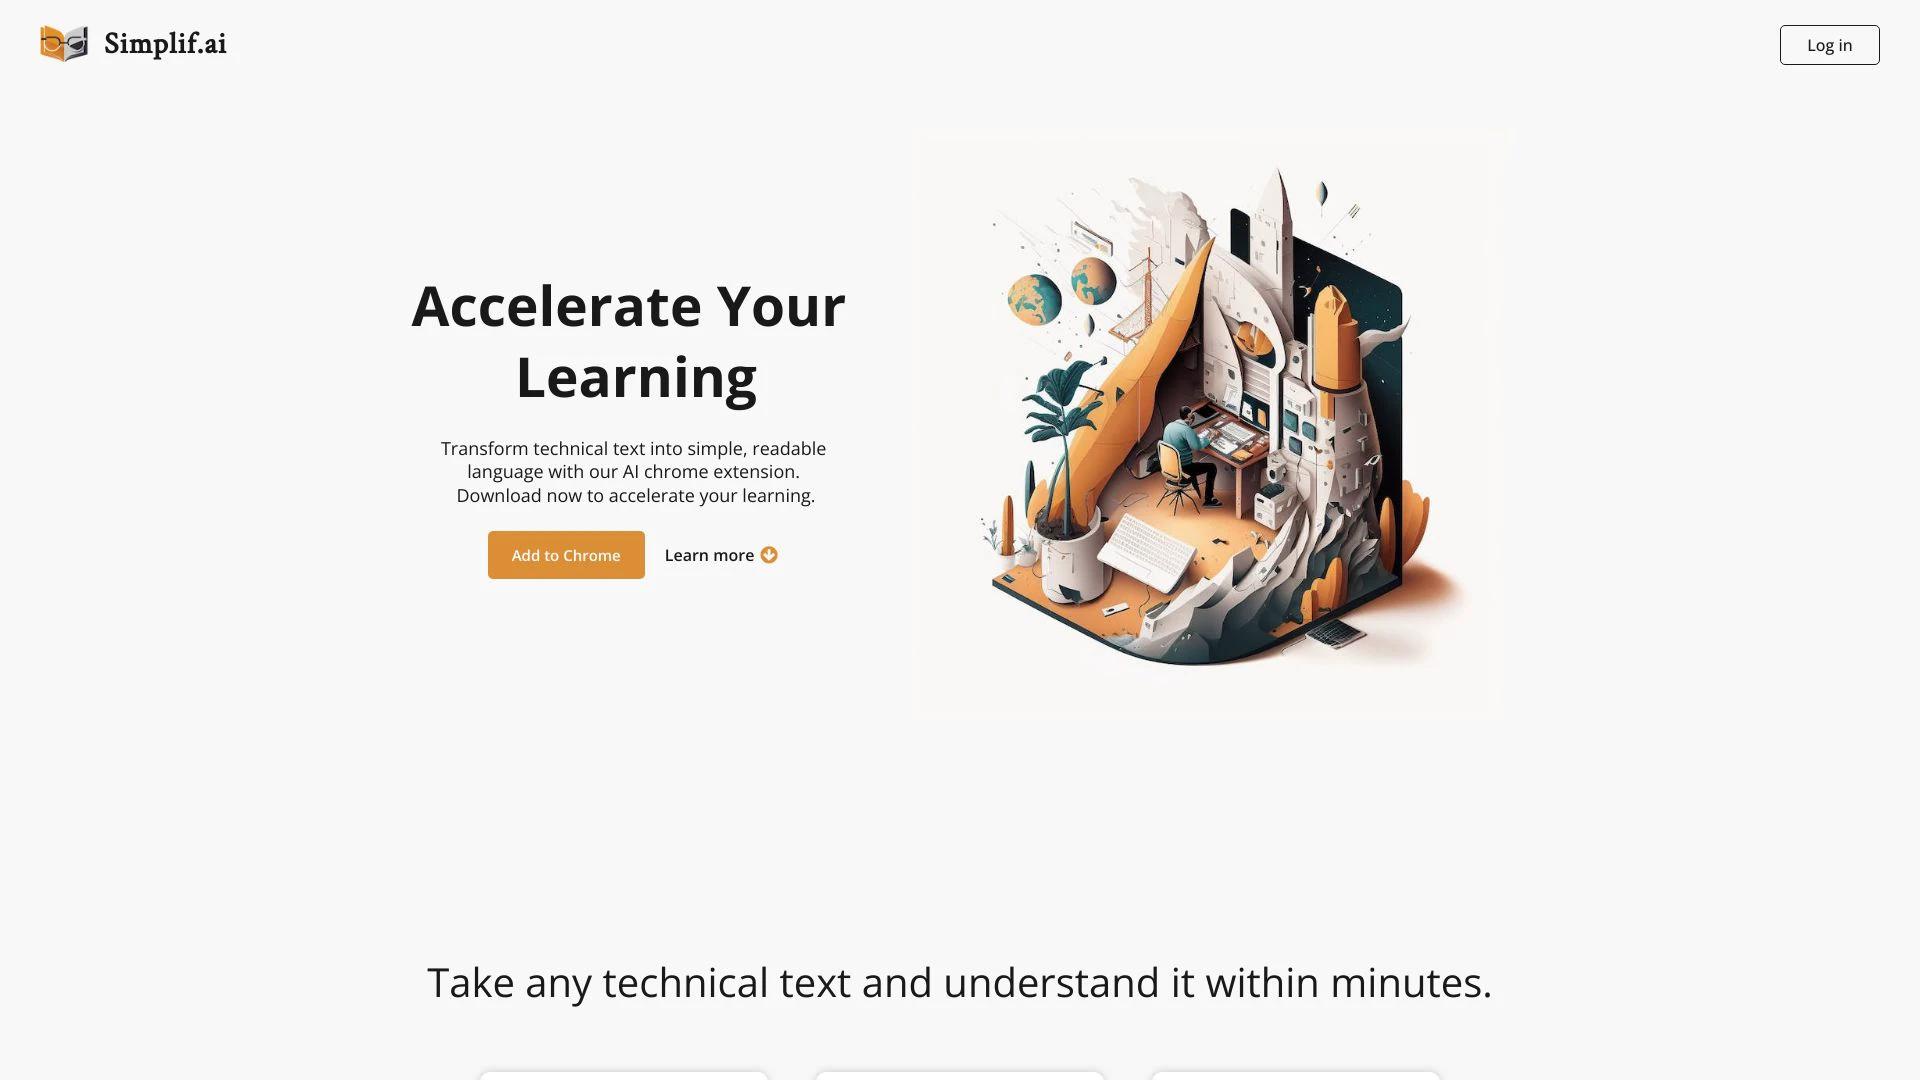 Simplif.ai
Log in
Accelerate Your
Learning
Transform technical text into simple, readable
language with our AI chrome extension.
Download now to accelerate your learning.
Add to Chrome
Learn more
Take any technical text and understand it within minutes.